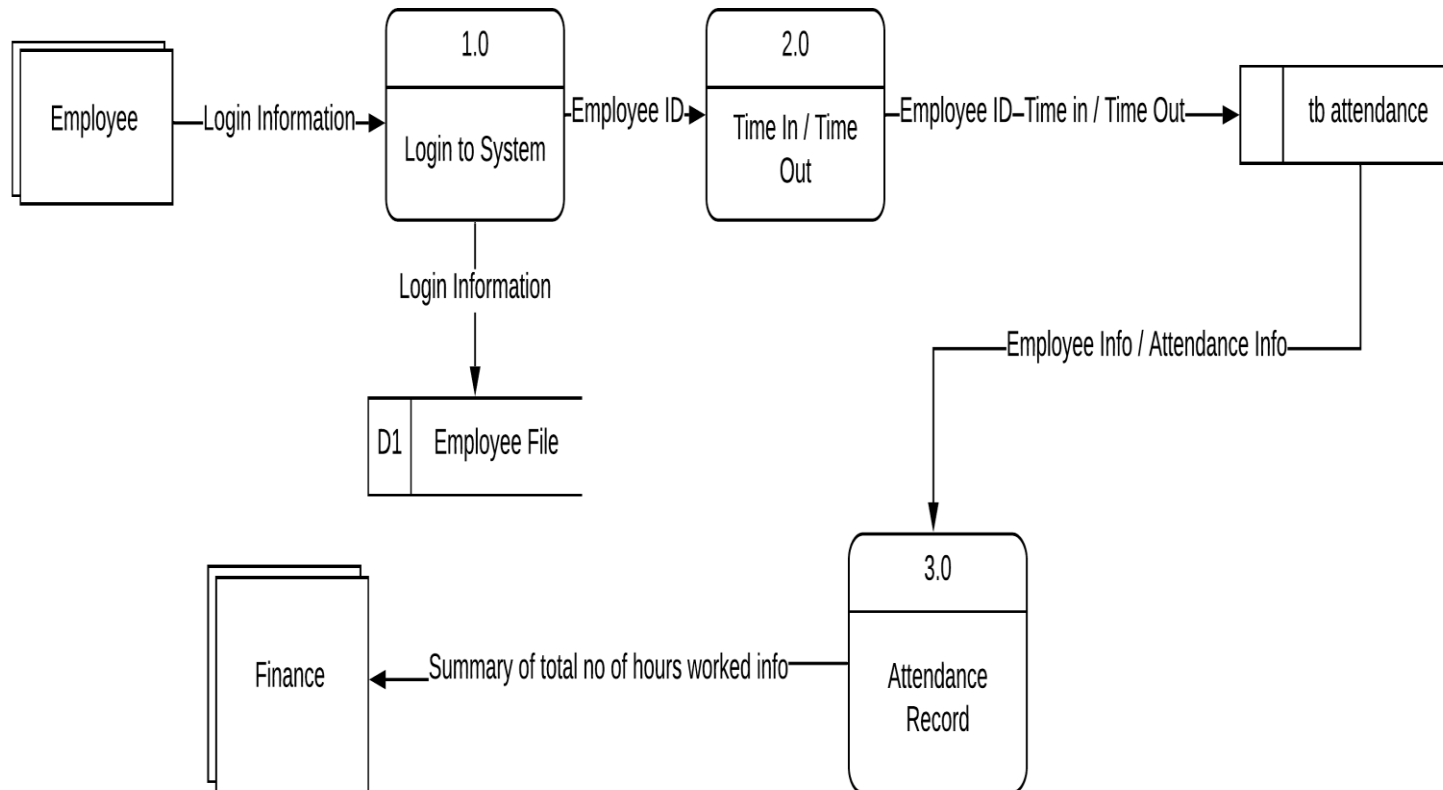 Employee
Login Information
1.0
Login to System
Employee ID
2.0
Time In / Time
Out
Employee ID
Time in / Time Out
tb attendance
Login Information
D1
Employee File
Employee Info / Attendance Info
3.0
Attendance
Record
Summary of total no of hours worked info
Finance